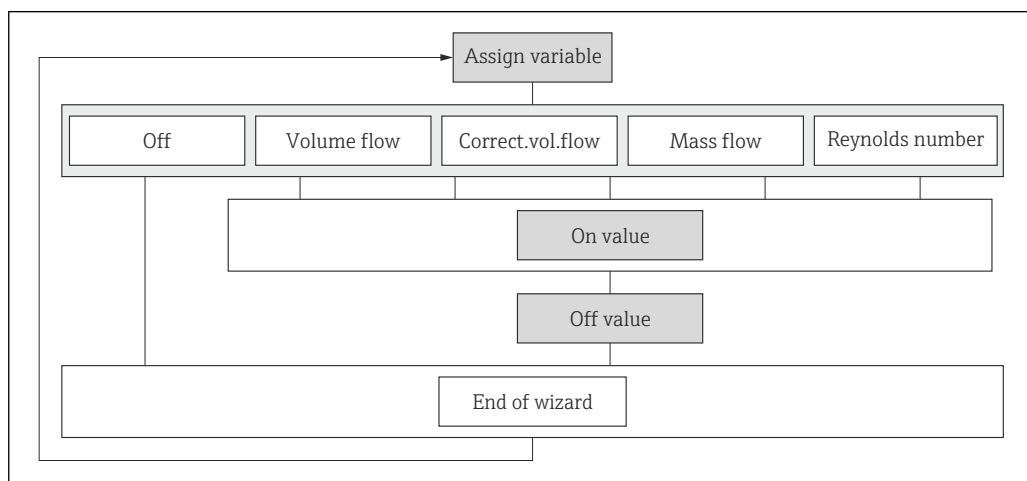 Assign variable
Off
Volume flow
Correct.vol.flow
Mass flow
Reynolds number
On value
Off value
End of wizard